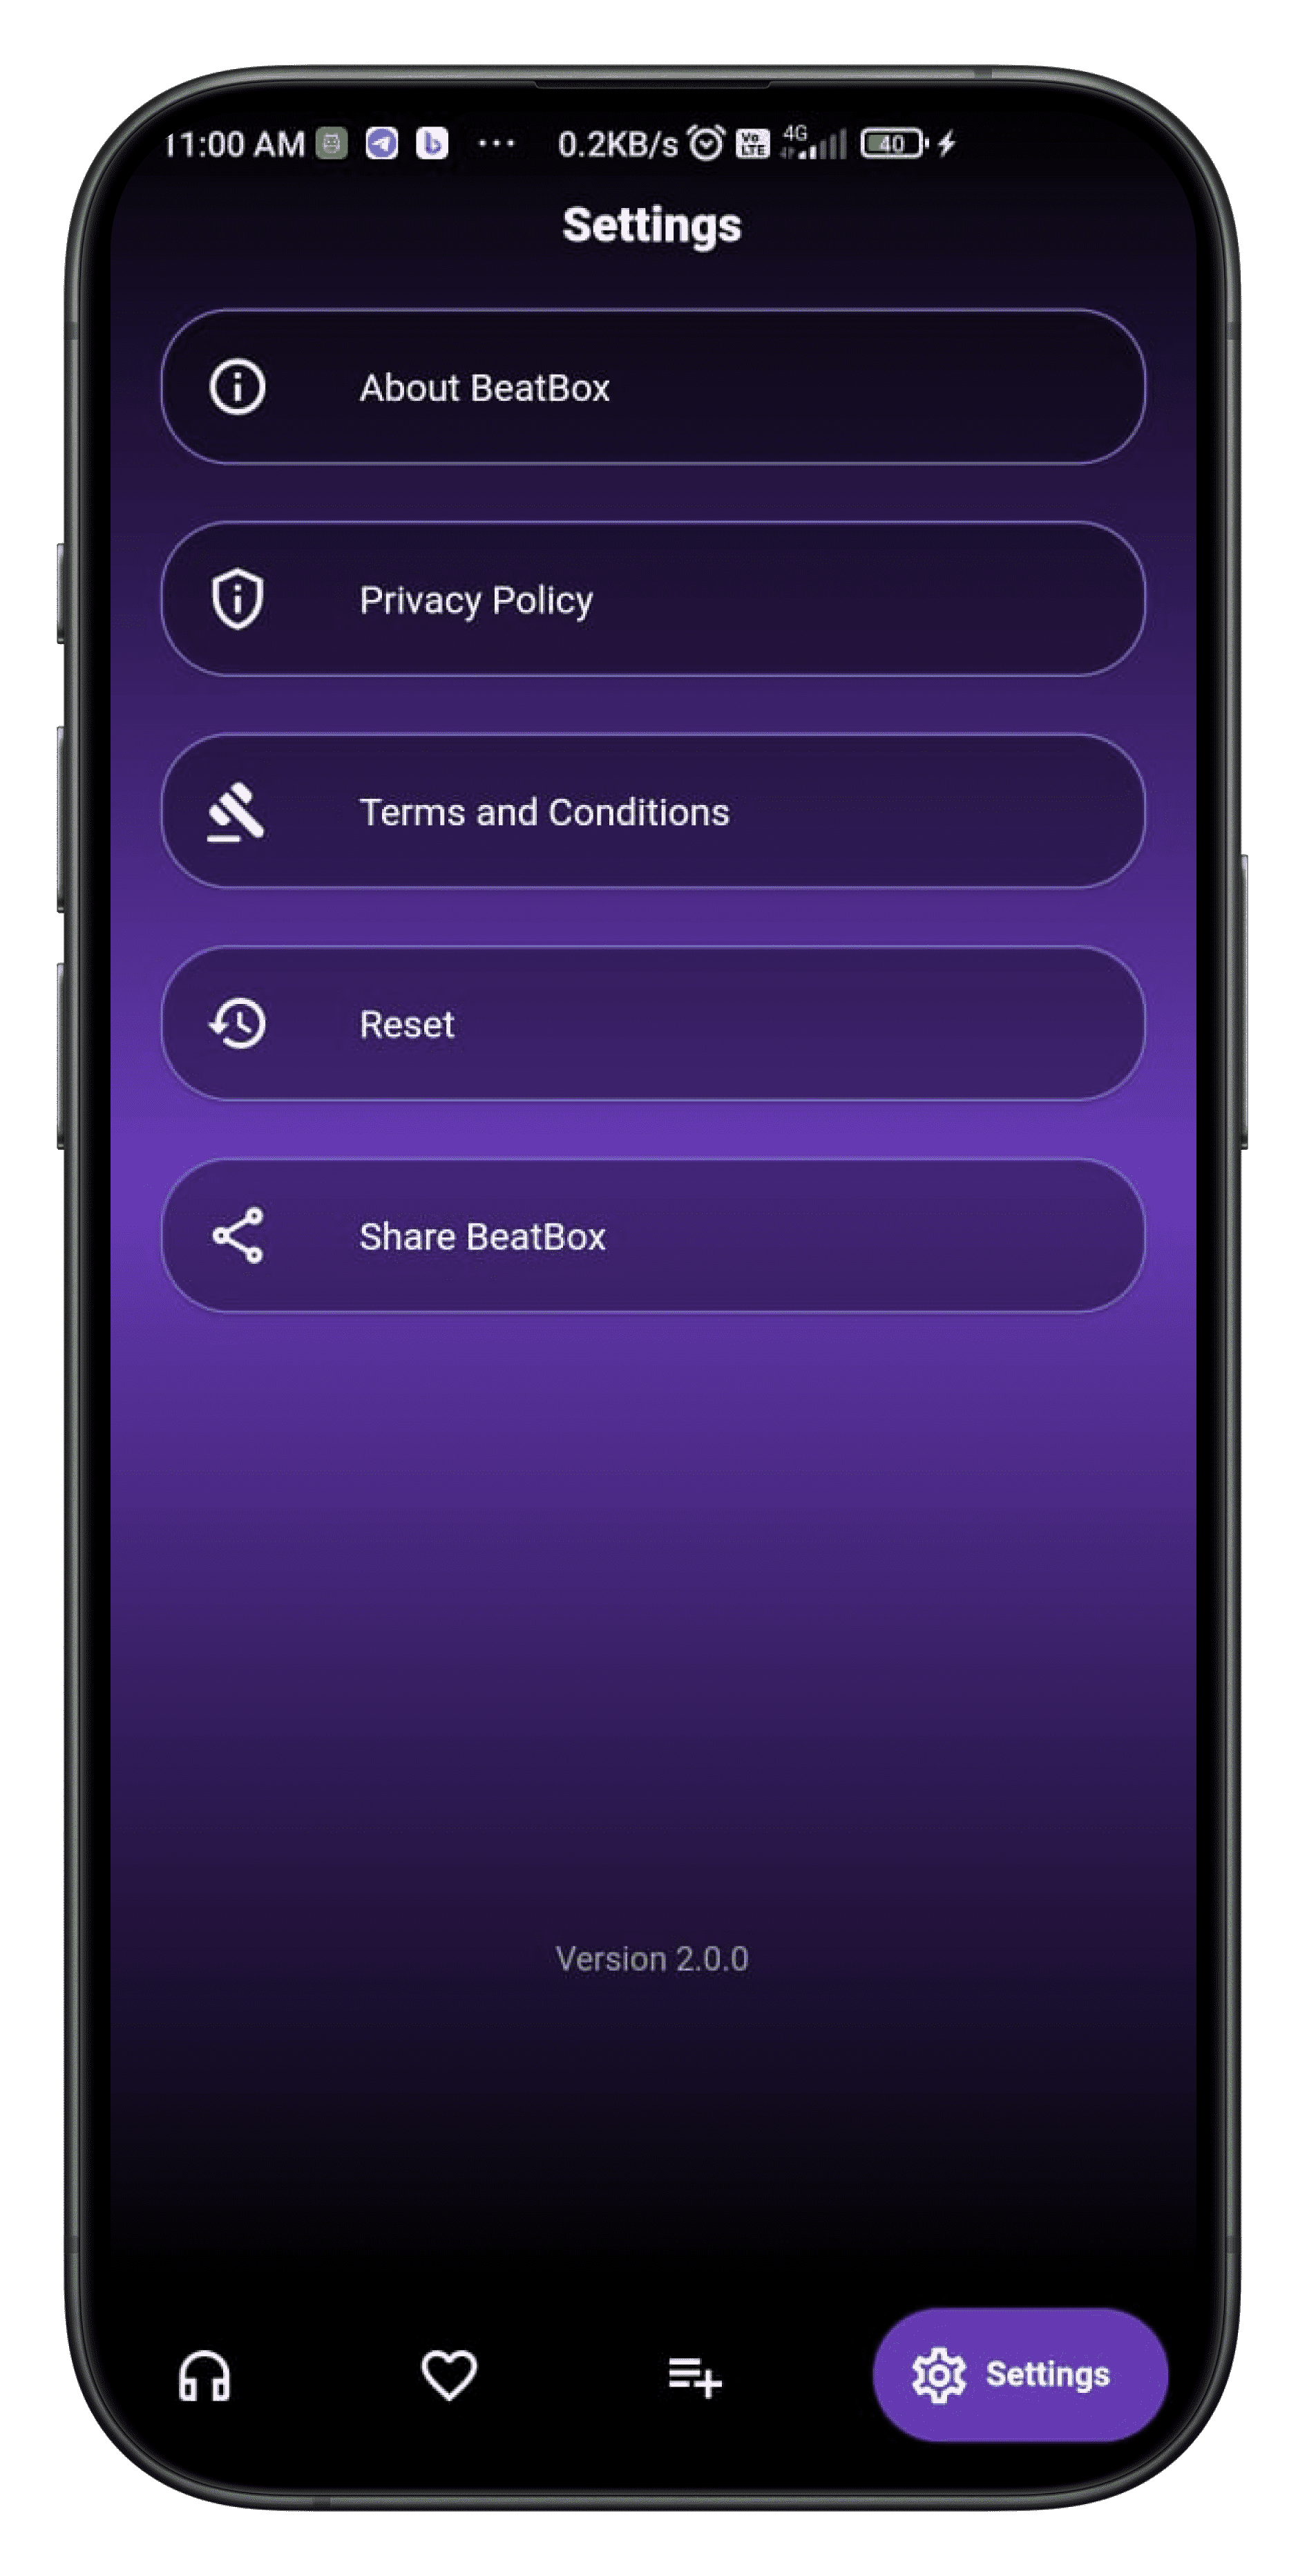 11:00 AM ... 0.2KB/s Vo LTE 4G 40
Settings
About BeatBox
Privacy Policy
Terms and Conditions
Reset
Share BeatBox
Version 2.0.0
Settings